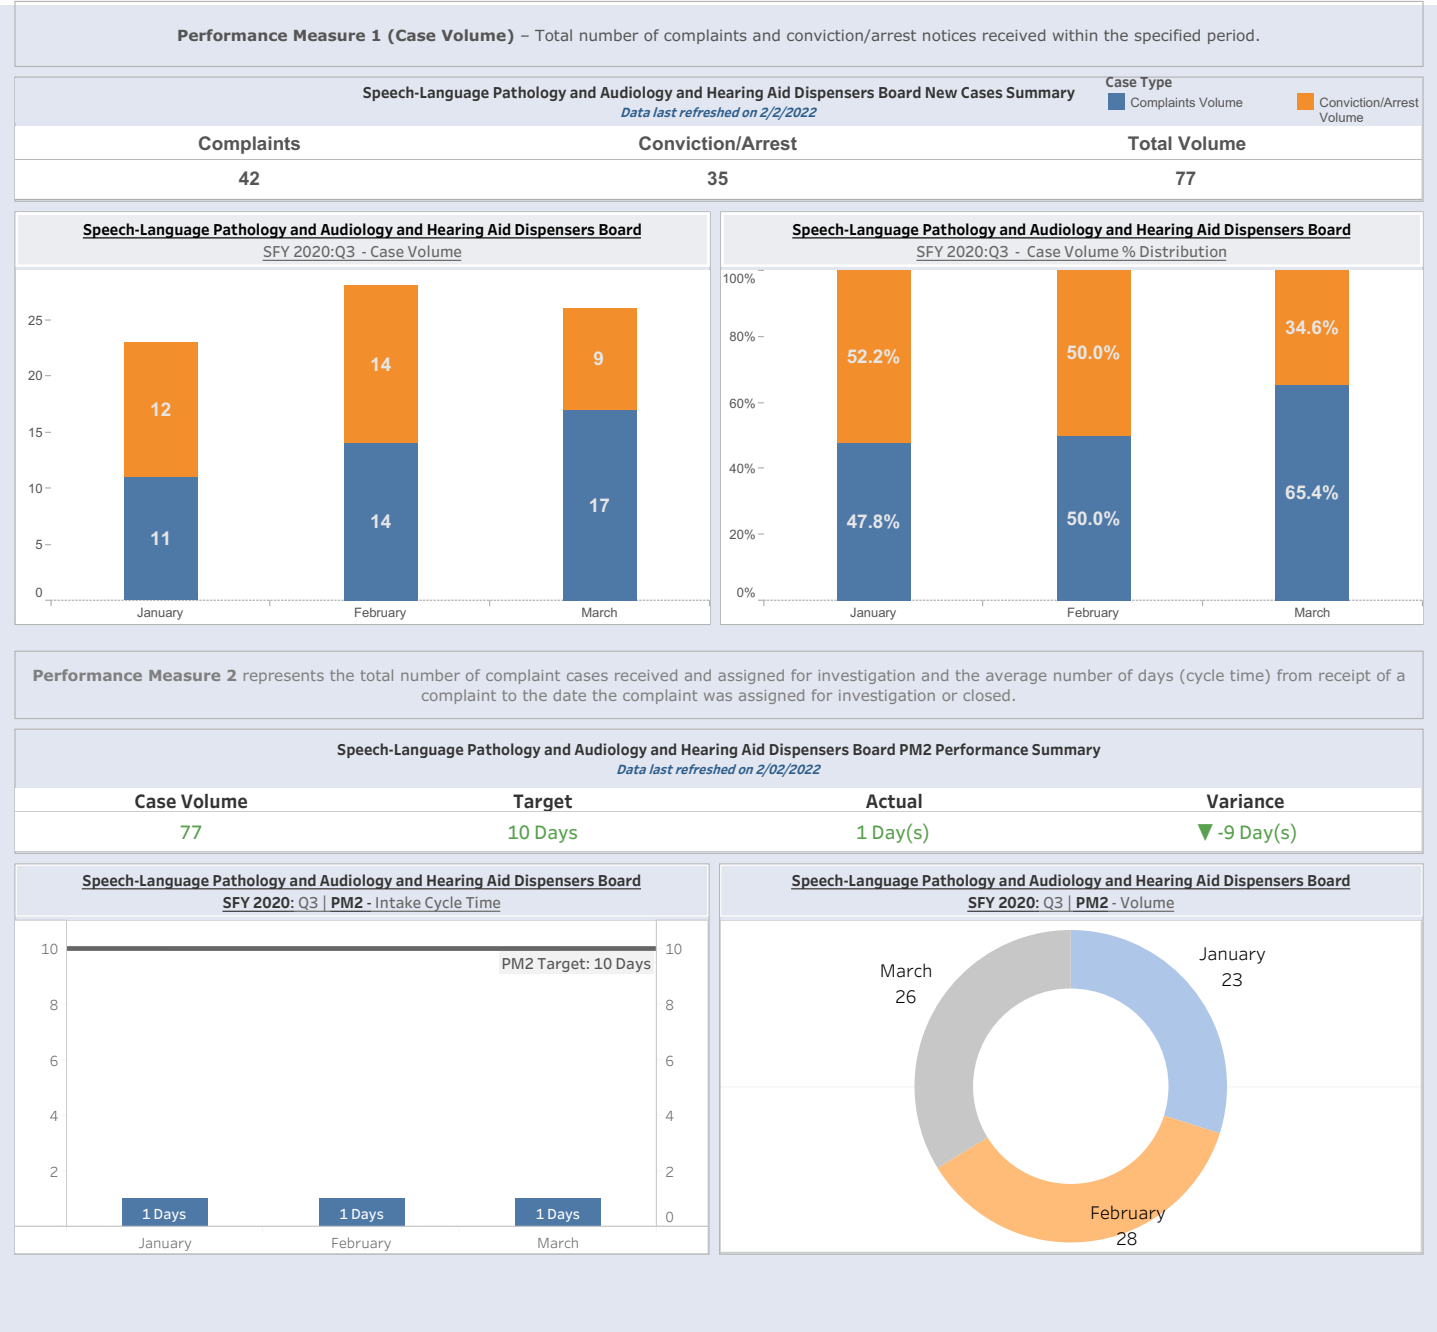 Performance Measure 1 (Case Volume) – Total number of complaints and conviction/arrest notices received within the specified period.
Speech-Language Pathology and Audiology and Hearing Aid Dispensers Board New Cases Summary
Data last refreshed on 2/2/2022
Case Type
Complaints Volume
Conviction/Arrest
Volume
Complaints Conviction/Arrest Total Volume
42 35 77
Speech-Language Pathology and Audiology and Hearing Aid Dispensers Board
SFY 2020:Q3 - Case Volume
25
20
15
10
5
0
12
11
14
14
9
17
January February March
Speech-Language Pathology and Audiology and Hearing Aid Dispensers Board
SFY 2020:Q3 - Case Volume % Distribution
100%
80%
60%
40%
20%
0%
52.2%
47.8%
50.0%
50.0%
34.6%
65.4%
January February March
Performance Measure 2 represents the total number of complaint cases received and assigned for investigation and the average number of days (cycle time) from receipt of a
complaint to the date the complaint was assigned for investigation or closed.
Speech-Language Pathology and Audiology and Hearing Aid Dispensers Board PM2 Performance Summary
Data last refreshed on 2/02/2022
Case Volume Target Actual Variance
77 10 Days 1 Day(s) ▼ -9 Day(s)
Speech-Language Pathology and Audiology and Hearing Aid Dispensers Board
SFY 2020: Q3 | PM2 - Intake Cycle Time
10
8
6
4
2
10
8
6
4
2
0
PM2 Target: 10 Days
1 Days 1 Days 1 Days
January February March
Speech-Language Pathology and Audiology and Hearing Aid Dispensers Board
SFY 2020: Q3 | PM2 - Volume
January
23
March
26
February
28